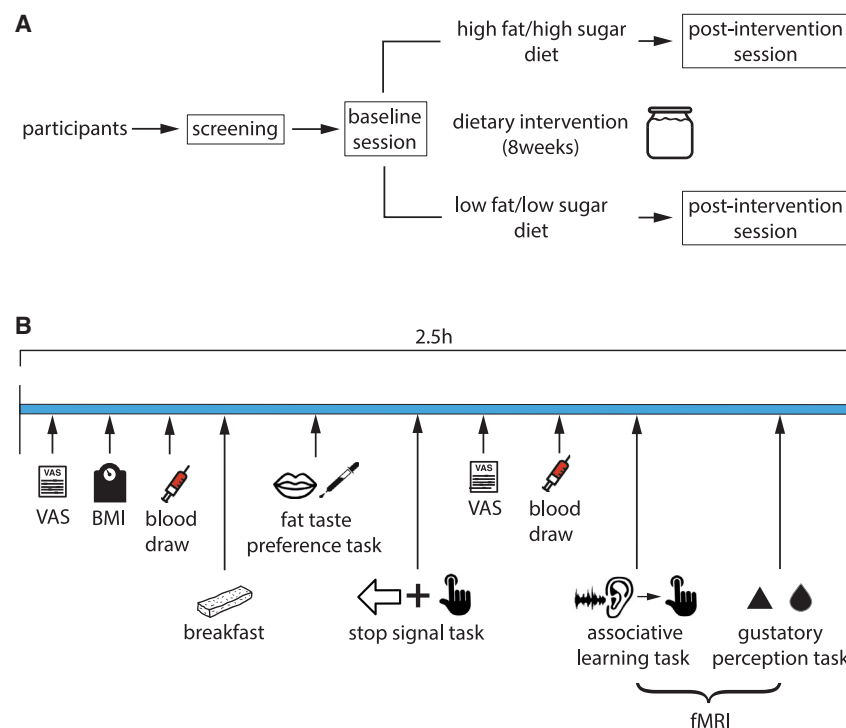 A
high fat/high sugar
diet
post-intervention
session
participants
screening
baseline
session
dietary intervention
(8weeks)
low fat/low sugar
diet
post-intervention
session
B
2.5h
VAS
VAS
BMI
blood
draw
fat taste
preference task
VAS
VAS
blood
draw
breakfast
stop signal task
associative
learning task
gustatory
perception task
fMRI